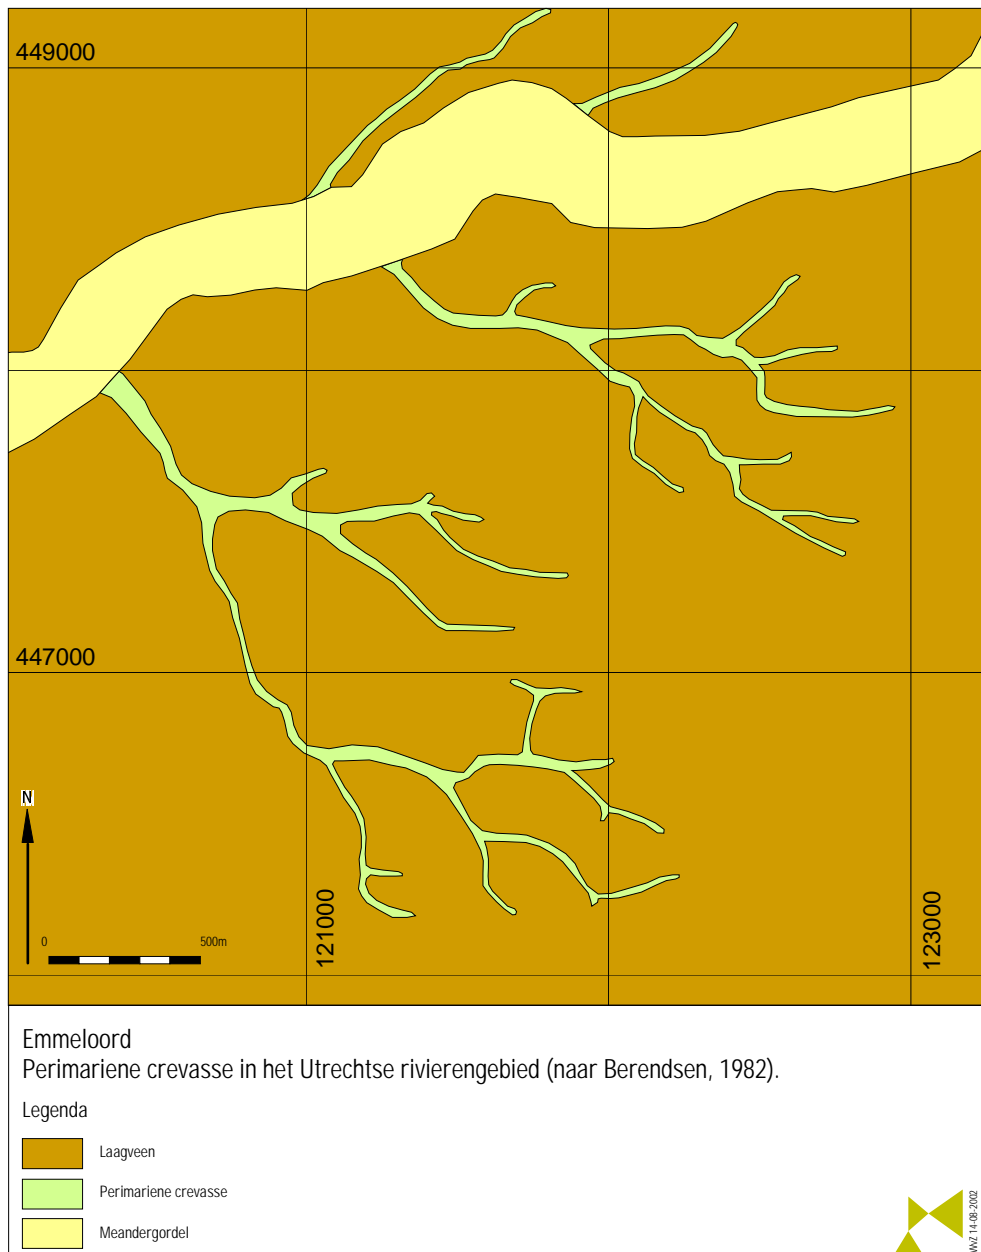 449000
447000
N
0 500m
121000
123000
Emmeloord
Perimariene crevasse in het Utrechtse rivierengebied (naar Berendsen, 1982).
Legenda
Laagveen
Perimariene crevasse
Meandergordel
14-08-2002